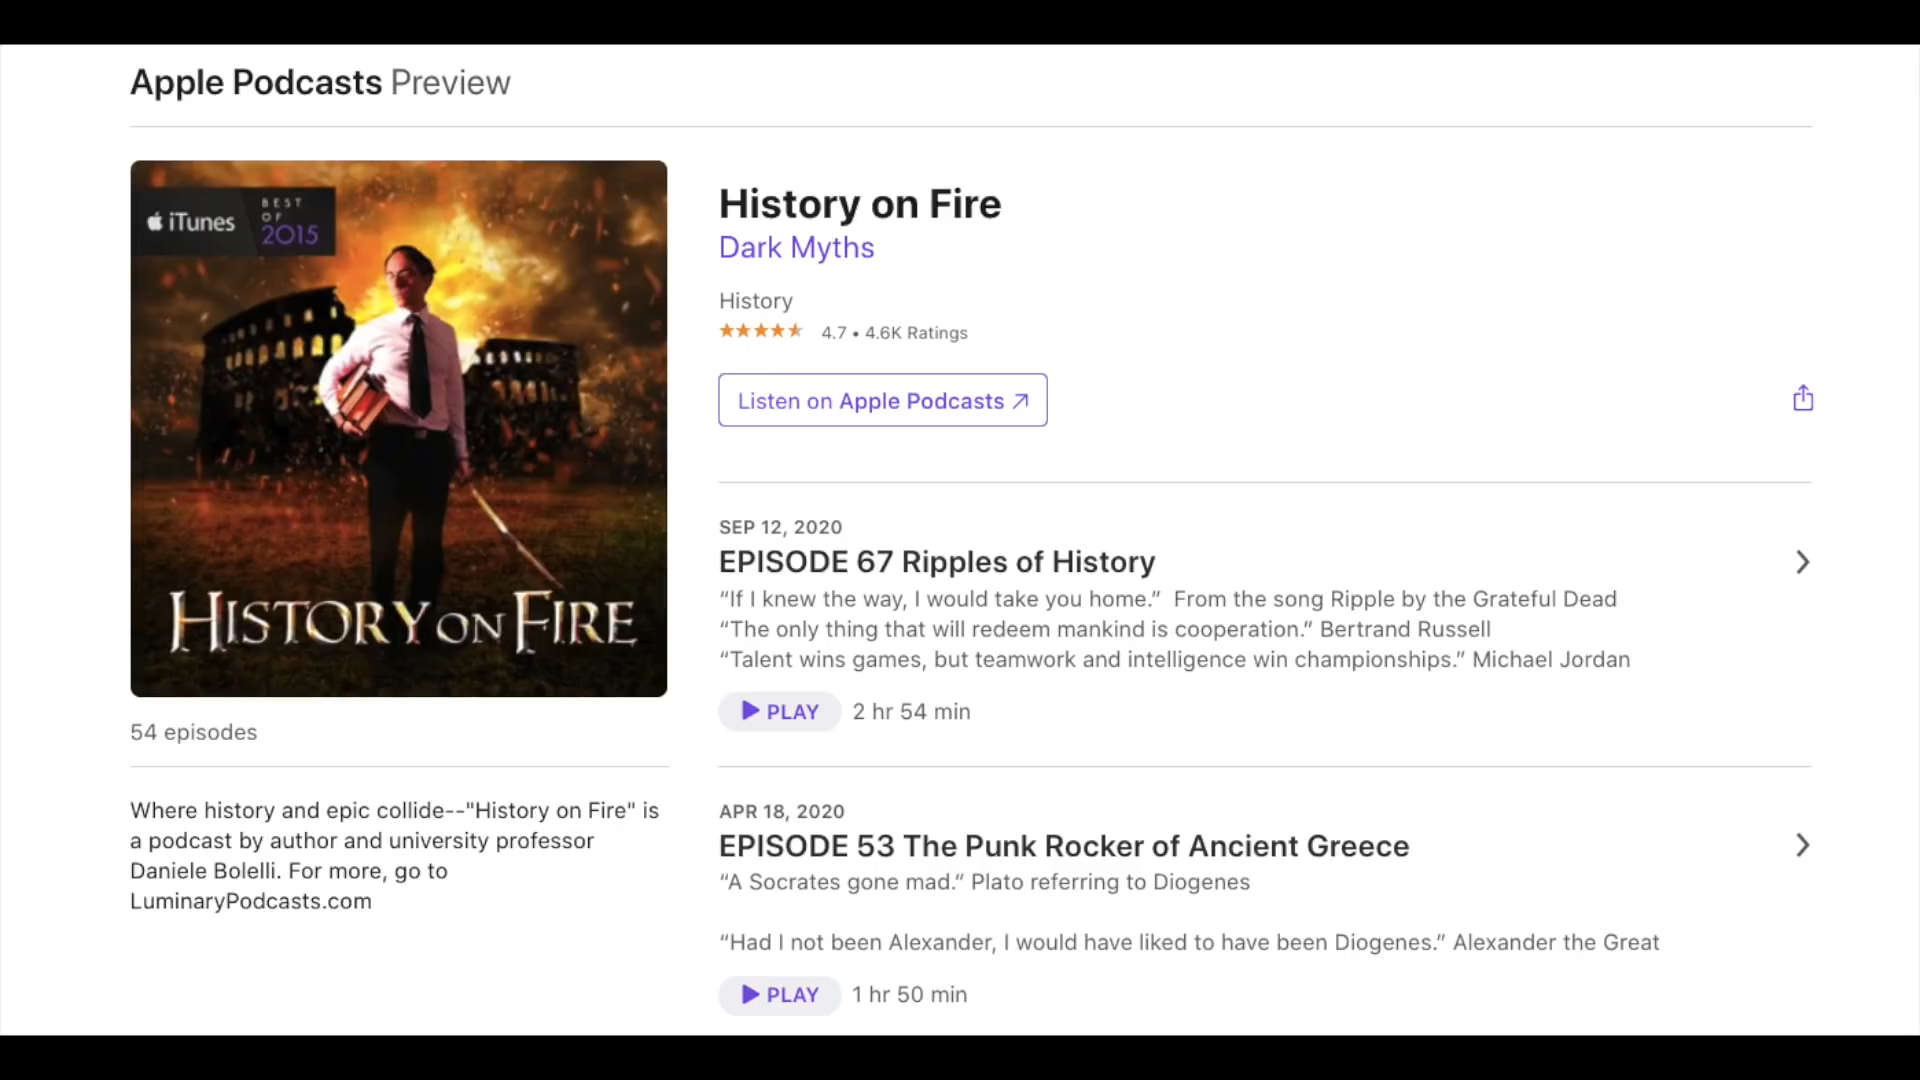 Apple Podcasts Preview
iTunes
BEST
OF
2015
HISTORY ON FIRE
54 episodes
Where history and epic collide--"History on Fire" is
a podcast by author and university professor
Daniele Bolelli. For more, go to
LuminaryPodcasts.com
History on Fire
Dark Myths
History
4.7 • 4.6K Ratings
Listen on Apple Podcasts ↗
SEP 12, 2020
EPISODE 67 Ripples of History
“If I knew the way, I would take you home.”  From the song Ripple by the Grateful Dead
“The only thing that will redeem mankind is cooperation.” Bertrand Russell
“Talent wins games, but teamwork and intelligence win championships.” Michael Jordan
PLAY 2 hr 54 min
APR 18, 2020
EPISODE 53 The Punk Rocker of Ancient Greece
“A Socrates gone mad.” Plato referring to Diogenes
“Had I not been Alexander, I would have liked to have been Diogenes.” Alexander the Great
PLAY 1 hr 50 min